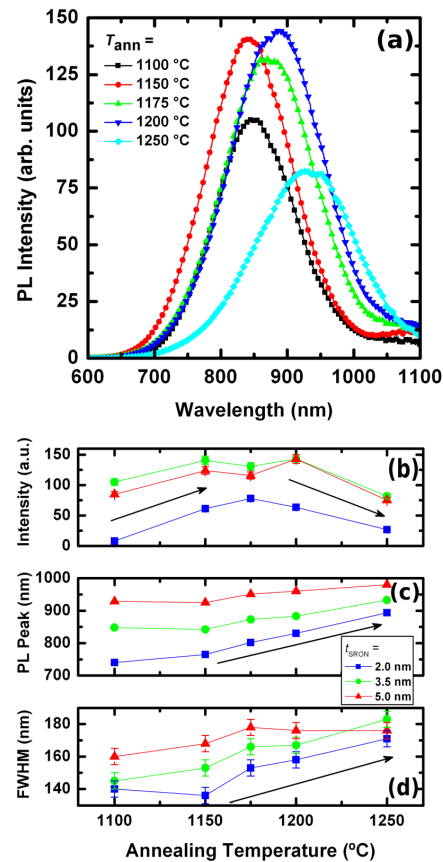 (a)
T_ann =
1100 °C
1150 °C
1175 °C
1200 °C
1250 °C
150
125
100
75
50
25
0
PL Intensity (arb. units)
600 700 800 900 1000 1100
Wavelength (nm)
(b)
150
100
50
0
Intensity (a.u.)
(c)
1000
900
800
700
PL Peak (nm)
t_SRON =
2.0 nm
3.5 nm
5.0 nm
(d)
180
160
140
FWHM (nm)
1100 1150 1200 1250
Annealing Temperature (ºC)